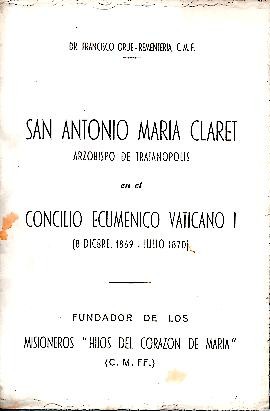 DR. FRANCISCO ORUE-REMENTERIA, C. M. F.
SAN ANTONIO MARIA CLARET
ARZOBISPO DE TRAJANOPOLIS
en el
CONCILIO ECUMENICO VATICANO I
(8 DICBRE. 1869 - JULIO 1870)
FUNDADOR DE LOS
MISIONEROS "HIJOS DEL CORAZON DE MARIA"
(C. M. FF.)